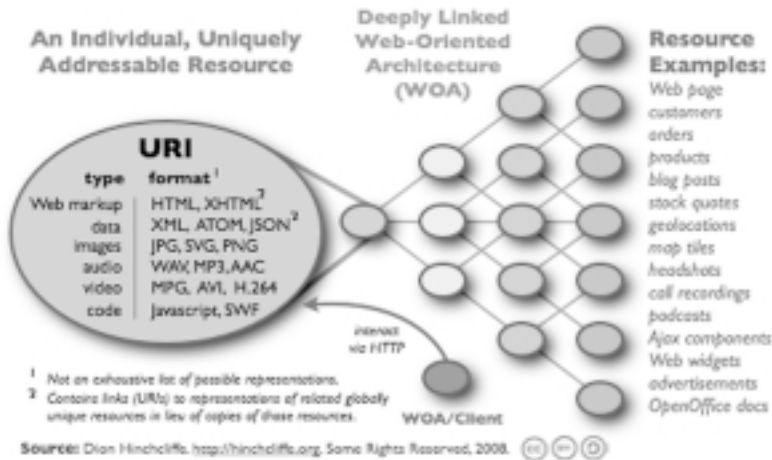 An Individual, Uniquely
Addressable Resource
Deeply Linked
Web-Oriented
Architecture
(WOA)
Resource
Examples:
Web page
customers
orders
products
blog posts
stock quotes
geolocations
map tiles
headshots
call recordings
podcasts
Ajax components
Web widgets
advertisements
OpenOffice docs
URI
type format 1
Web markup HTML, XHTML 2
data XML, ATOM, JSON 2
images JPG, SVG, PNG
audio WAV, MP3, AAC
video MPG, AVI, H.264
code Javascript, SWF
interact
via HTTP
WOA/Client
1 Not an exhaustive list of possible representations.
2 Contains links (URIs) to representations of related globally
unique resources in lieu of copies of those resources.
Source: Dion Hinchcliffe, http://hinchcliffe.org, Some Rights Reserved, 2008.
cc